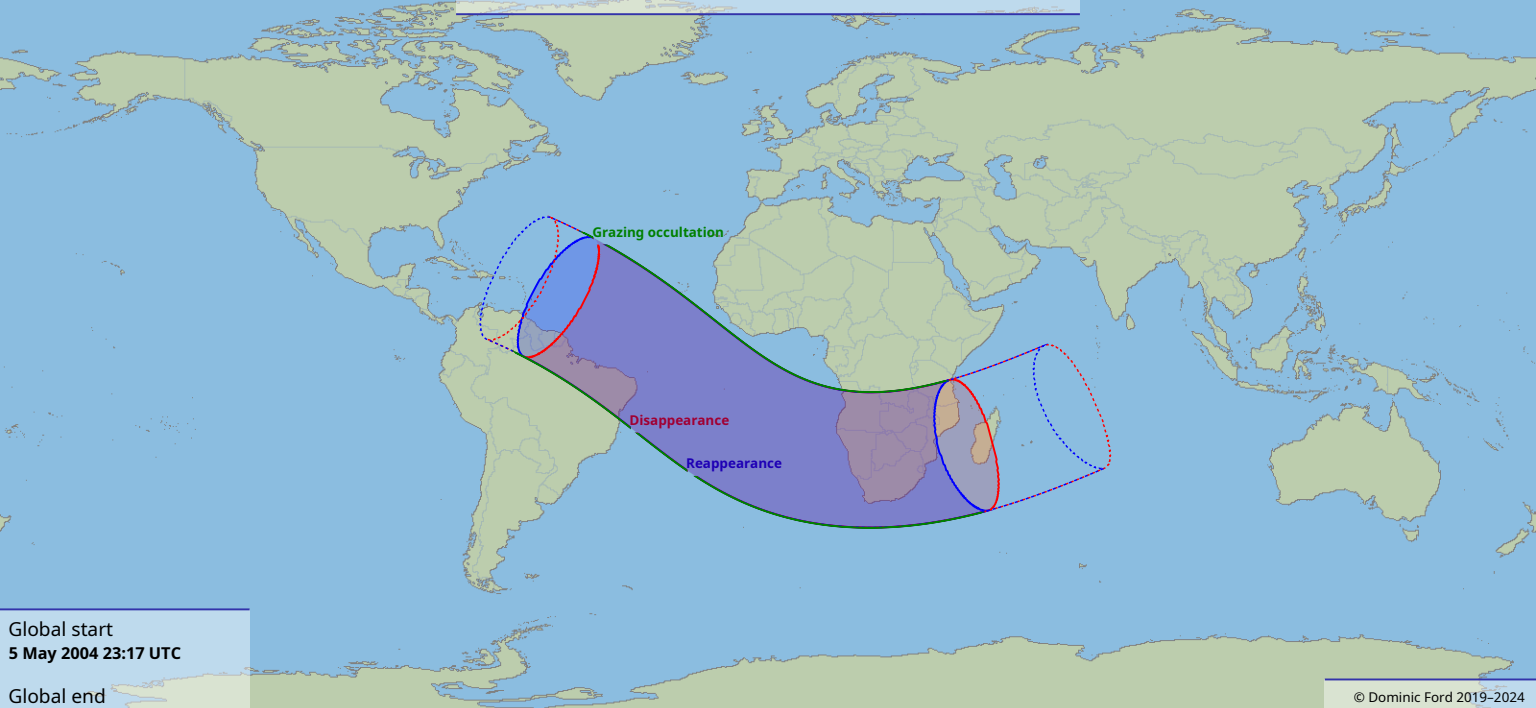 Grazing occultation
Disappearance
Reappearance
Global start
5 May 2004 23:17 UTC
Global end
© Dominic Ford 2019–2024